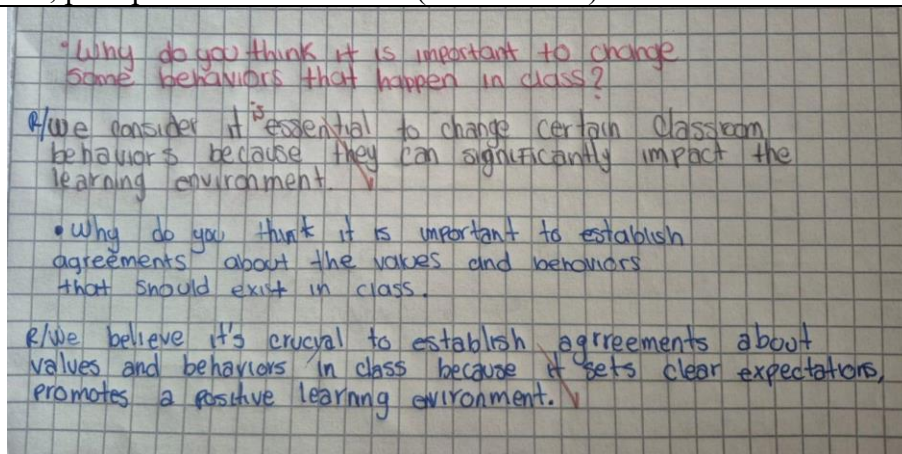 • Why do you think it is important to change
some behaviors that happen in class?
R/We consider it is essential to change certain classroom
behaviors because they can significantly impact the
learning environment.
• Why do you think it is important to establish
agreements about the values and behaviors
that should exist in class.
R/We believe it's crucyal to establish agrreements about
values and behaviors in class because it sets clear expectations,
promotes a positive learnng environment.